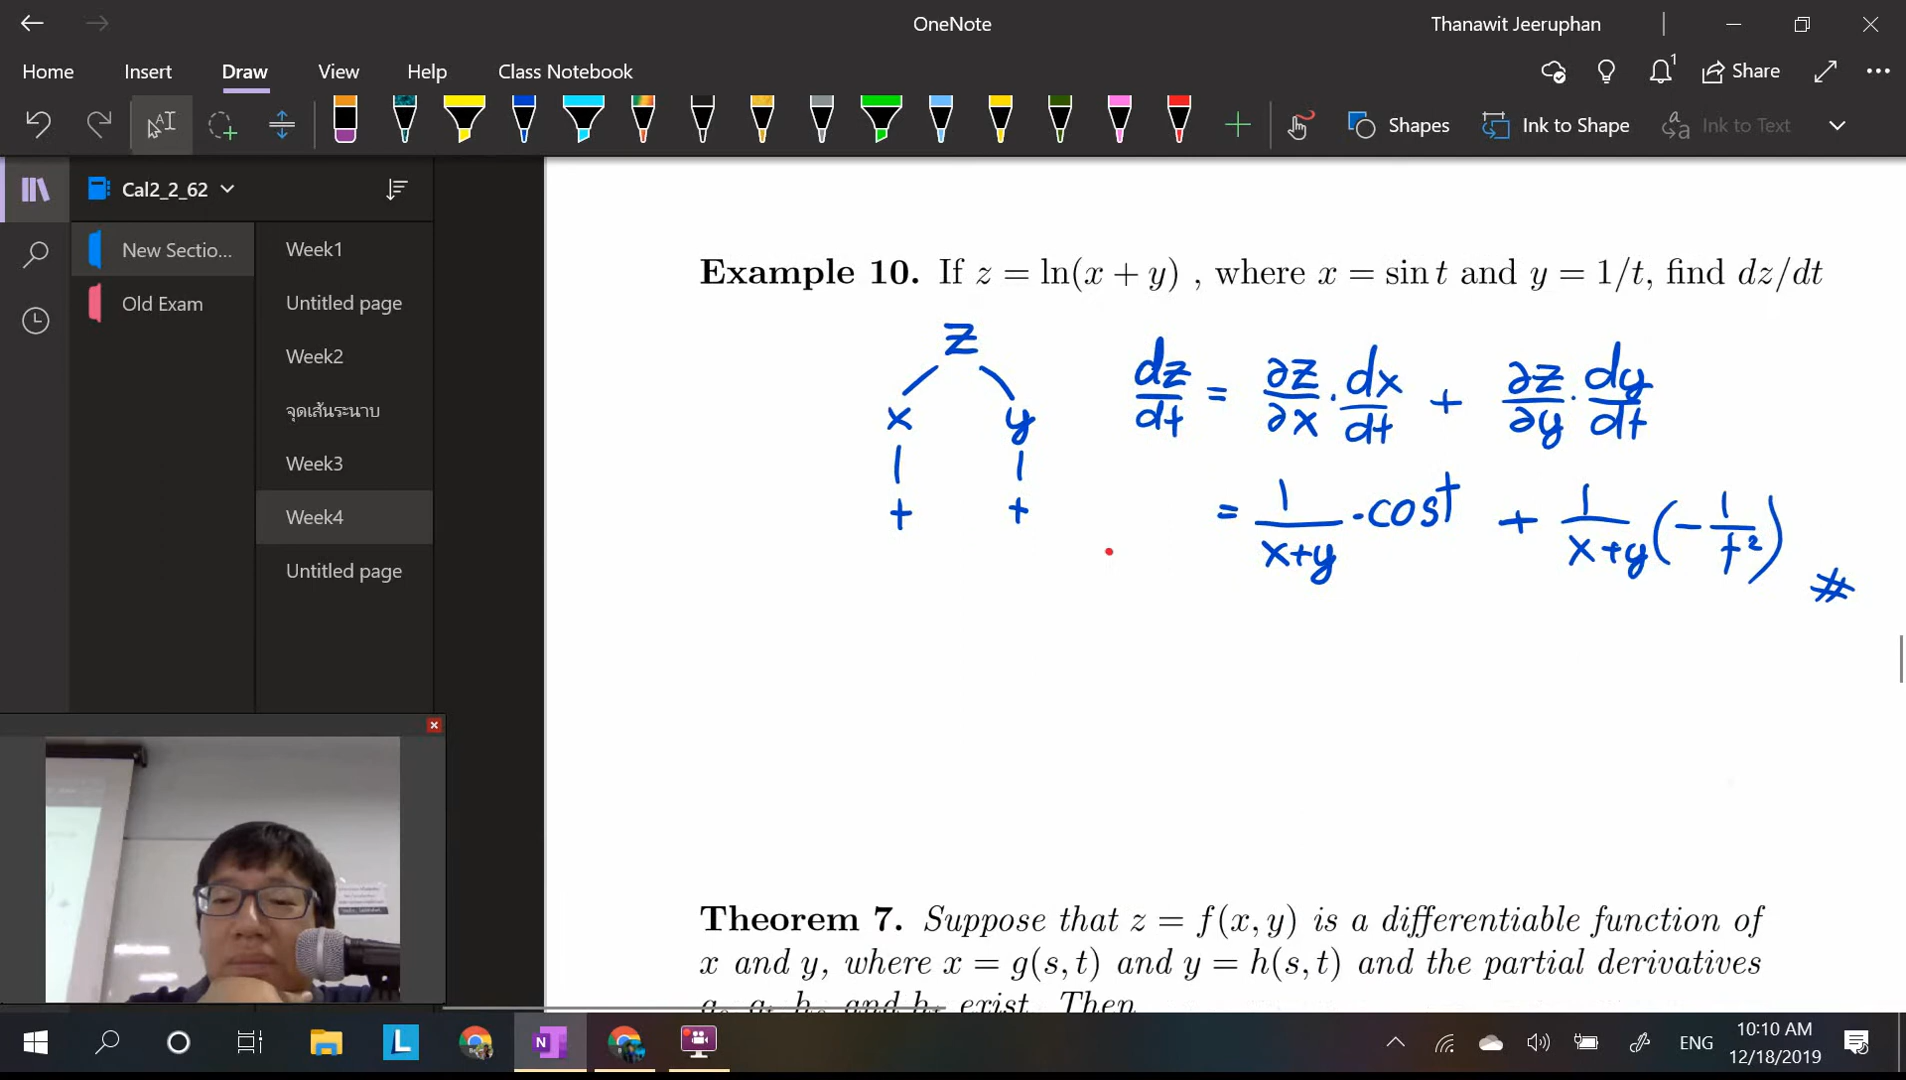 OneNote
Thanawit Jeeruphan
Home Insert Draw View Help Class Notebook
1 Share
Shapes Ink to Shape Ink to Text
Cal2_2_62
New Sectio...
Old Exam
Week1
Untitled page
Week2
จุดเส้นระนาบ
Week3
Week4
Untitled page
Example 10. If z = ln(x + y) , where x = sin t and y = 1/t, find dz/dt
z
x y
t t
dz/dt = ∂z/∂x · dx/dt + ∂z/∂y · dy/dt
= 1/(x+y) · cos t + 1/(x+y) (− 1/t²) #
Theorem 7. Suppose that z = f(x, y) is a differentiable function of
x and y, where x = g(s, t) and y = h(s, t) and the partial derivatives
and exist. Then
ENG
10:10 AM
12/18/2019